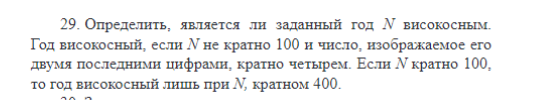 29. Определить, является ли заданный год N високосным.
Год високосный, если N не кратно 100 и число, изображаемое его
двумя последними цифрами, кратно четырем. Если N кратно 100,
то год високосный лишь при N, кратном 400.